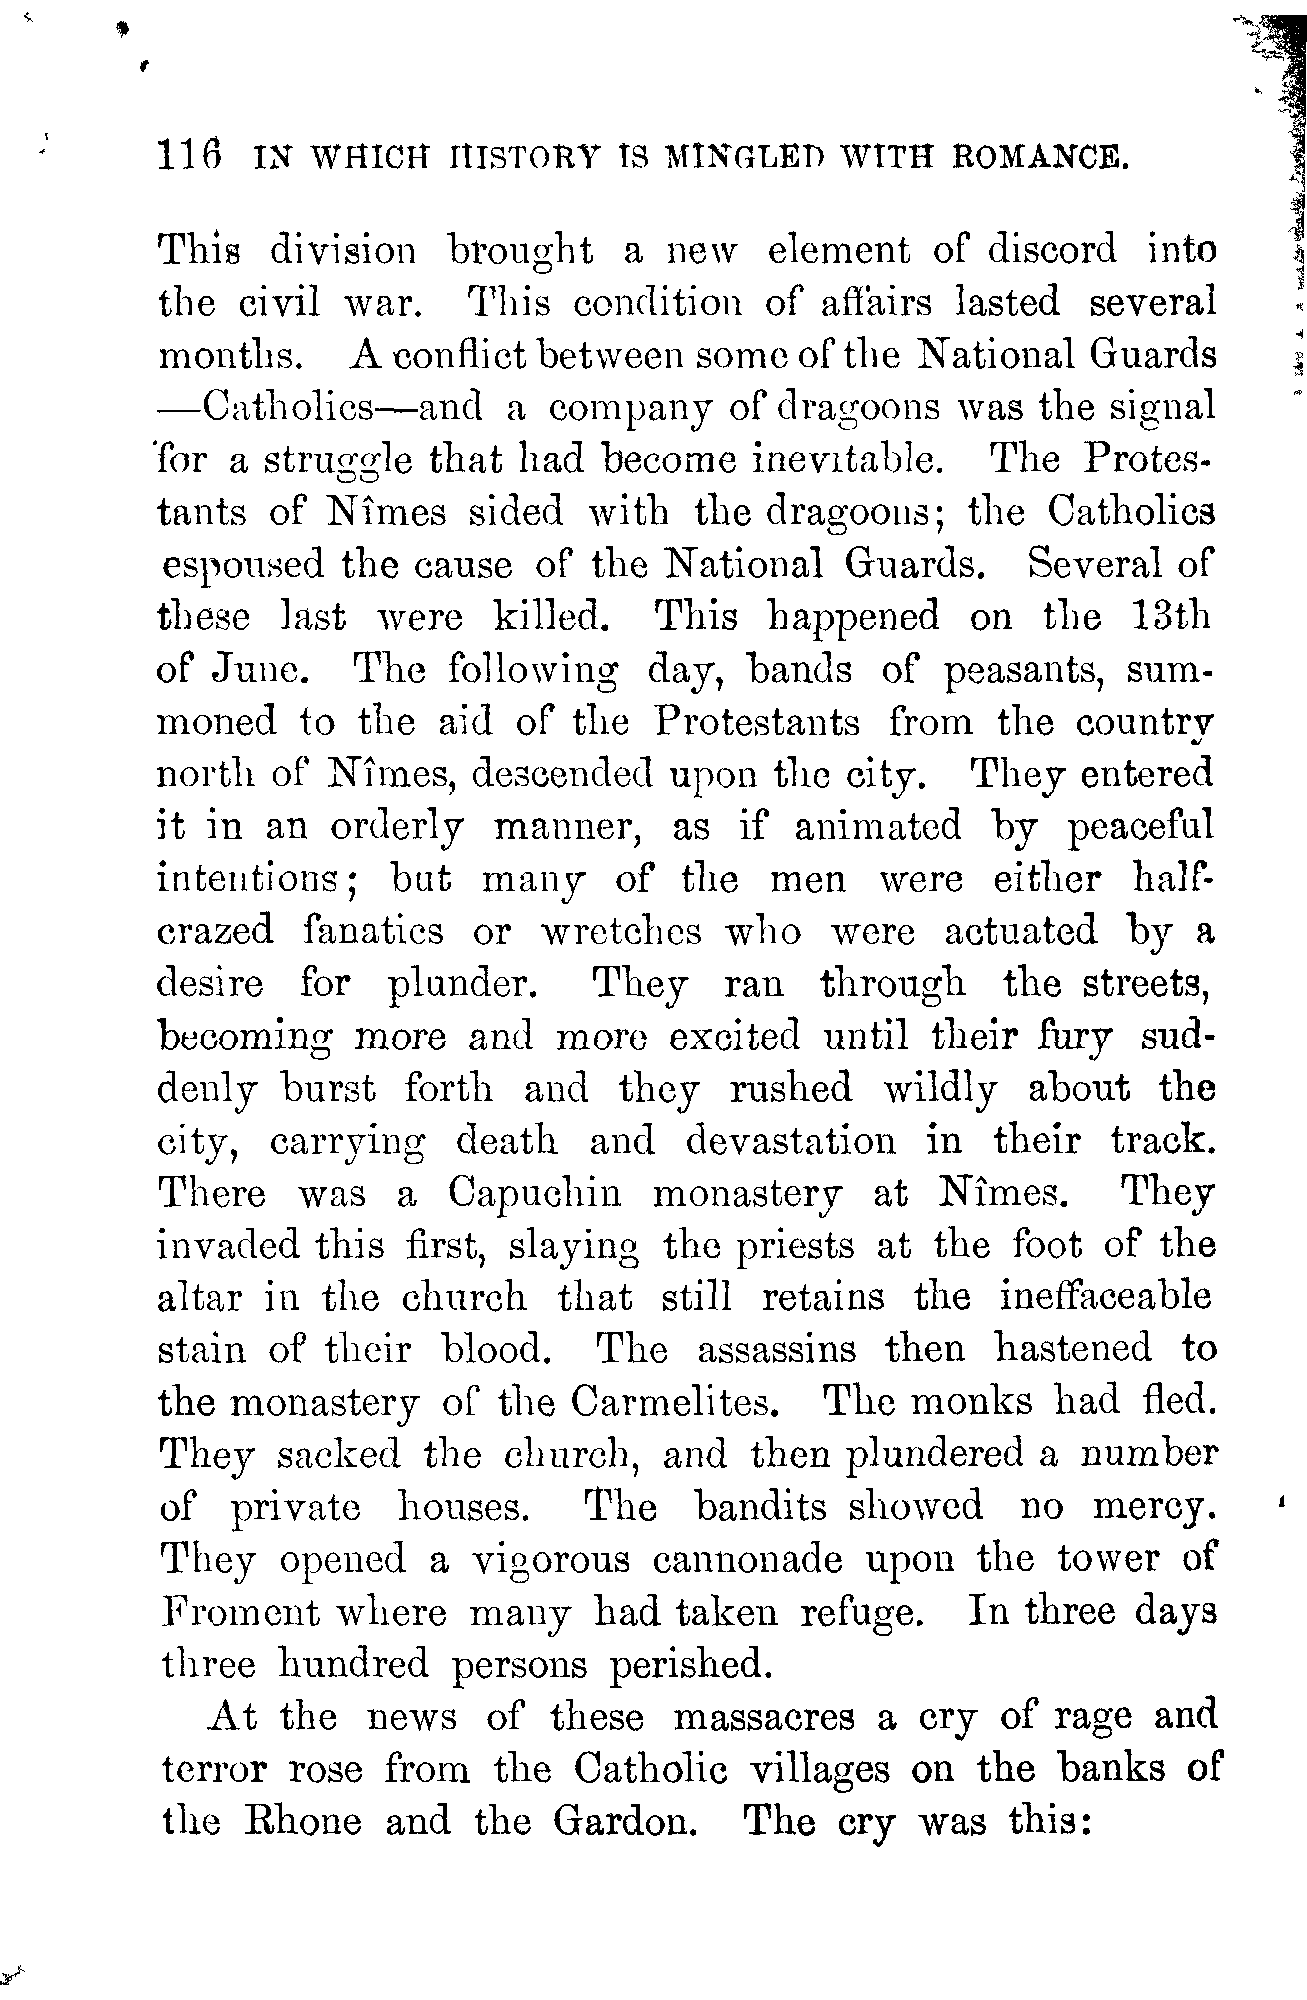 116 IN WHICH HISTORY IS MINGLED WITH ROMANCE.
This division brought a new element of discord into
the civil war. This condition of affairs lasted several
months. A conflict between some of the National Guards
—Catholics—and a company of dragoons was the signal
for a struggle that had become inevitable. The Protes-
tants of Nîmes sided with the dragoons; the Catholics
espoused the cause of the National Guards. Several of
these last were killed. This happened on the 13th
of June. The following day, bands of peasants, sum-
moned to the aid of the Protestants from the country
north of Nîmes, descended upon the city. They entered
it in an orderly manner, as if animated by peaceful
intentions; but many of the men were either half-
crazed fanatics or wretches who were actuated by a
desire for plunder. They ran through the streets,
becoming more and more excited until their fury sud-
denly burst forth and they rushed wildly about the
city, carrying death and devastation in their track.
There was a Capuchin monastery at Nîmes. They
invaded this first, slaying the priests at the foot of the
altar in the church that still retains the ineffaceable
stain of their blood. The assassins then hastened to
the monastery of the Carmelites. The monks had fled.
They sacked the church, and then plundered a number
of private houses. The bandits showed no mercy.
They opened a vigorous cannonade upon the tower of
Froment where many had taken refuge. In three days
three hundred persons perished.
At the news of these massacres a cry of rage and
terror rose from the Catholic villages on the banks of
the Rhone and the Gardon. The cry was this: